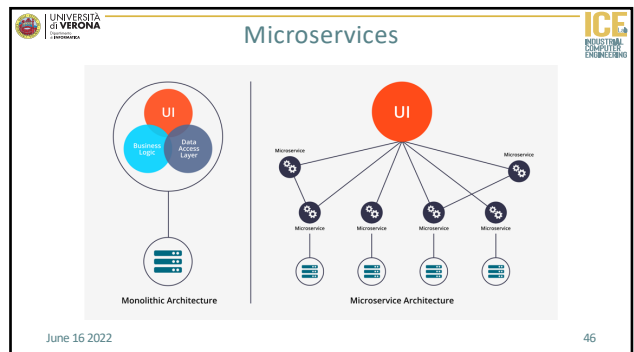 UNIVERSITÀ
di VERONA
Dipartimento
di INFORMATICA
Microservices
ICE Lab
INDUSTRIAL
COMPUTER
ENGINEERING
UI
Business
Logic
Data
Access
Layer
Monolithic Architecture
UI
Microservice
Microservice
Microservice
Microservice
Microservice
Microservice
Microservice Architecture
June 16 2022
46